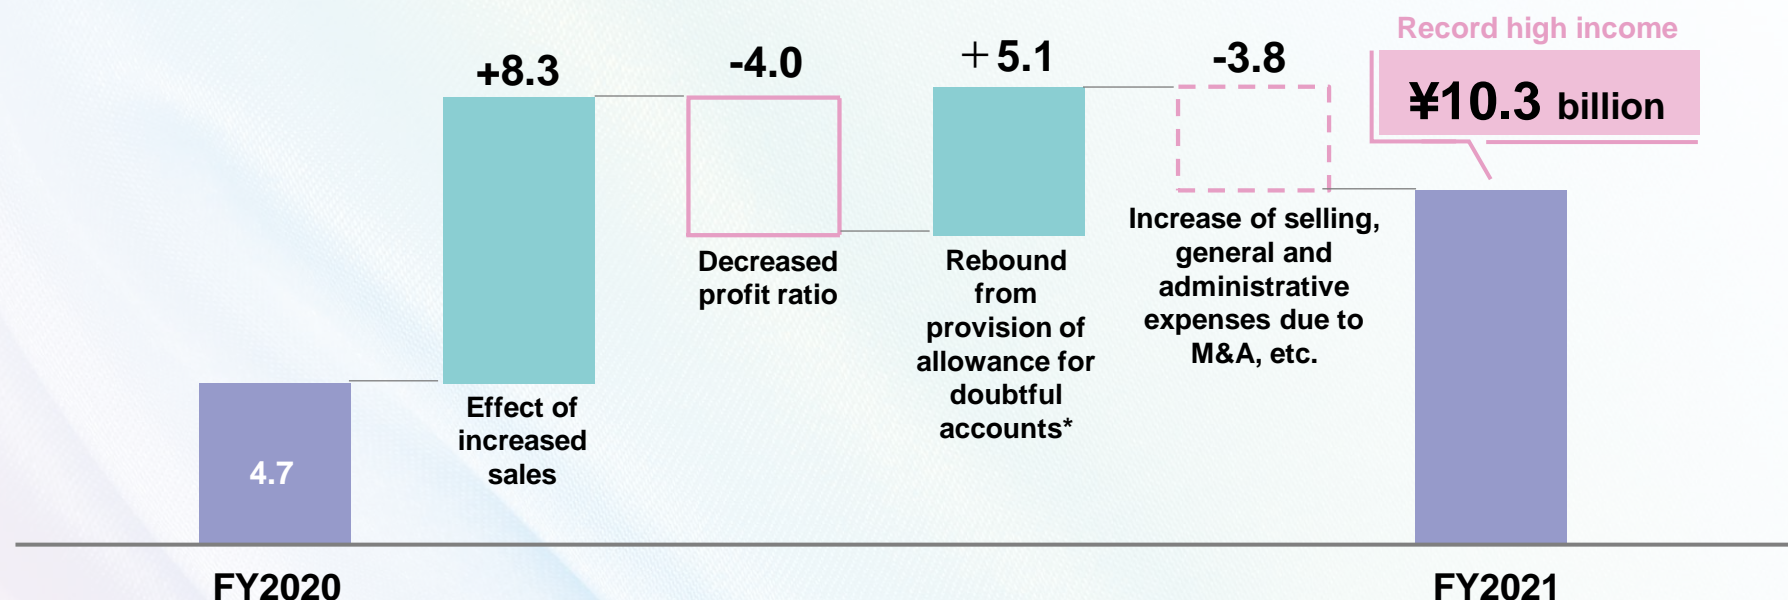 Record high income
¥10.3 billion
+8.3
-4.0
＋5.1
-3.8
Effect of
increased
sales
Decreased
profit ratio
Rebound
from
provision of
allowance for
doubtful
accounts*
Increase of selling,
general and
administrative
expenses due to
M&A, etc.
4.7
FY2020
FY2021